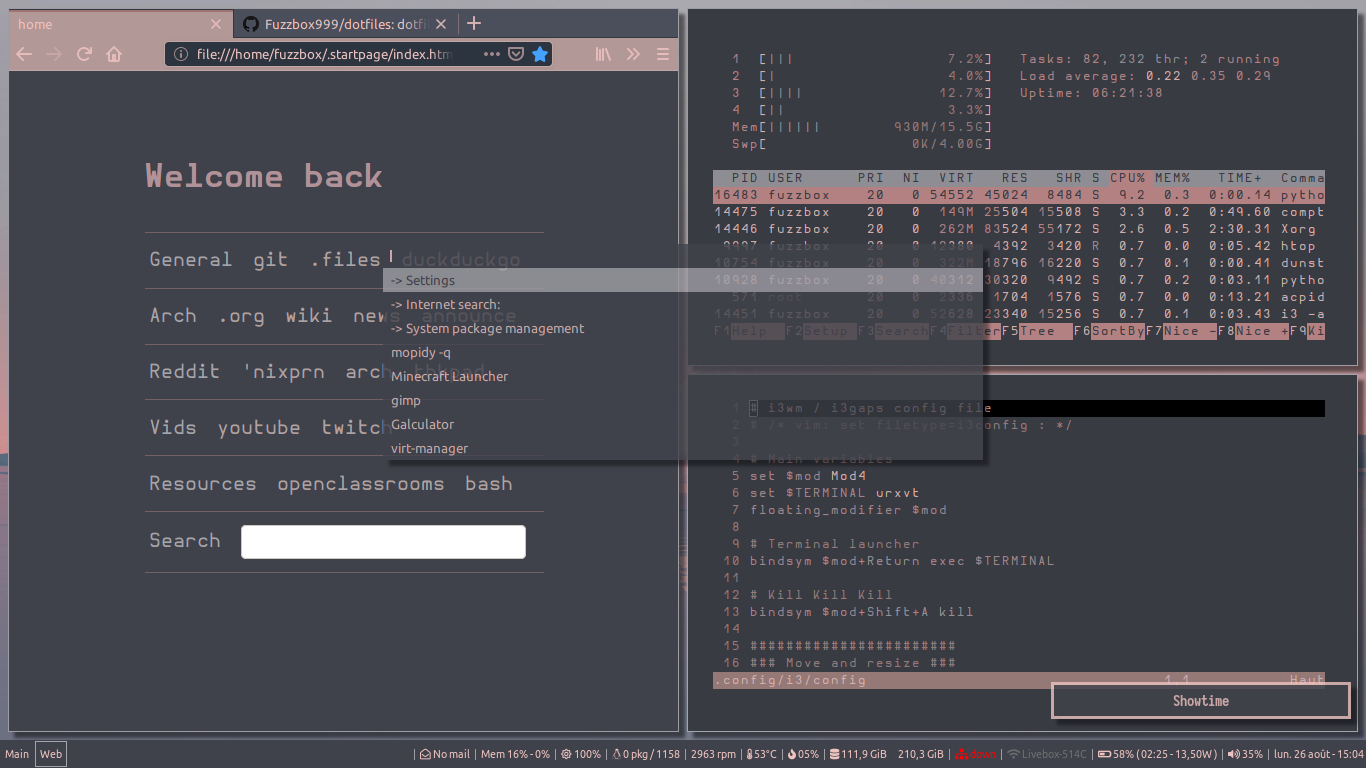 home
Fuzzbox999/dotfiles: dotfil
file:///home/fuzzbox/.startpage/index.htm
Welcome back
General git .files duckduckgo
Arch .org wiki news announce
Reddit 'nixprn arch thkpad
Vids youtube twitch
Resources openclassrooms bash
Search
-> Settings
-> Internet search:
-> System package management
mopidy -q
Minecraft Launcher
gimp
Galculator
virt-manager
1 [||| 7.2%] Tasks: 82, 232 thr; 2 running
2 [| 4.0%] Load average: 0.22 0.35 0.29
3 [|||| 12.7%] Uptime: 06:21:38
4 [|| 3.3%]
Mem[|||||| 930M/15.5G]
Swp[ 0K/4.00G]
PID USER PRI NI VIRT RES SHR S CPU% MEM% TIME+ Comma
16483 fuzzbox 20 0 54552 45024 8484 S 9.2 0.3 0:00.14 pytho
14475 fuzzbox 20 0 149M 25504 15508 S 3.3 0.2 0:49.60 compt
14446 fuzzbox 20 0 262M 83524 55172 S 2.6 0.5 2:30.31 Xorg
9997 fuzzbox 20 0 12300 4392 3420 R 0.7 0.0 0:05.42 htop
10754 fuzzbox 20 0 322M 18796 16220 S 0.7 0.1 0:00.41 dunst
10928 fuzzbox 20 0 40312 30320 9492 S 0.7 0.2 0:03.11 pytho
571 root 20 0 2336 1704 1576 S 0.7 0.0 0:13.21 acpid
14451 fuzzbox 20 0 52628 23340 15256 S 0.7 0.1 0:03.43 i3 -a
F1Help F2Setup F3Search F4Filter F5Tree F6SortBy F7Nice - F8Nice + F9Ki
1 # i3wm / i3gaps config file
2 # /* vim: set filetype=i3config : */
3
4 # Main variables
5 set $mod Mod4
6 set $TERMINAL urxvt
7 floating_modifier $mod
8
9 # Terminal launcher
10 bindsym $mod+Return exec $TERMINAL
11
12 # Kill Kill Kill
13 bindsym $mod+Shift+A kill
14
15 #######################
16 ### Move and resize ###
.config/i3/config 1,1 Haut
Showtime
Main Web | No mail | Mem 16% - 0% | 100% | 0 pkg / 1158 | 2963 rpm | 53°C | 05% | 111,9 GiB 210,3 GiB | down | Livebox-514C | 58% (02:25 - 13,50W) | 35% | lun. 26 août - 15:04